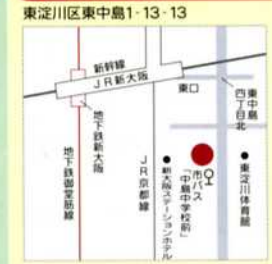 東淀川区東中島1-13-13
新幹線
JR新大阪
東口
東中島
四丁目北
地下鉄新大阪
地下鉄御堂筋線
JR京都線
新大阪ステーションホテル
市バス
「中島中学校前」
東淀川体育館